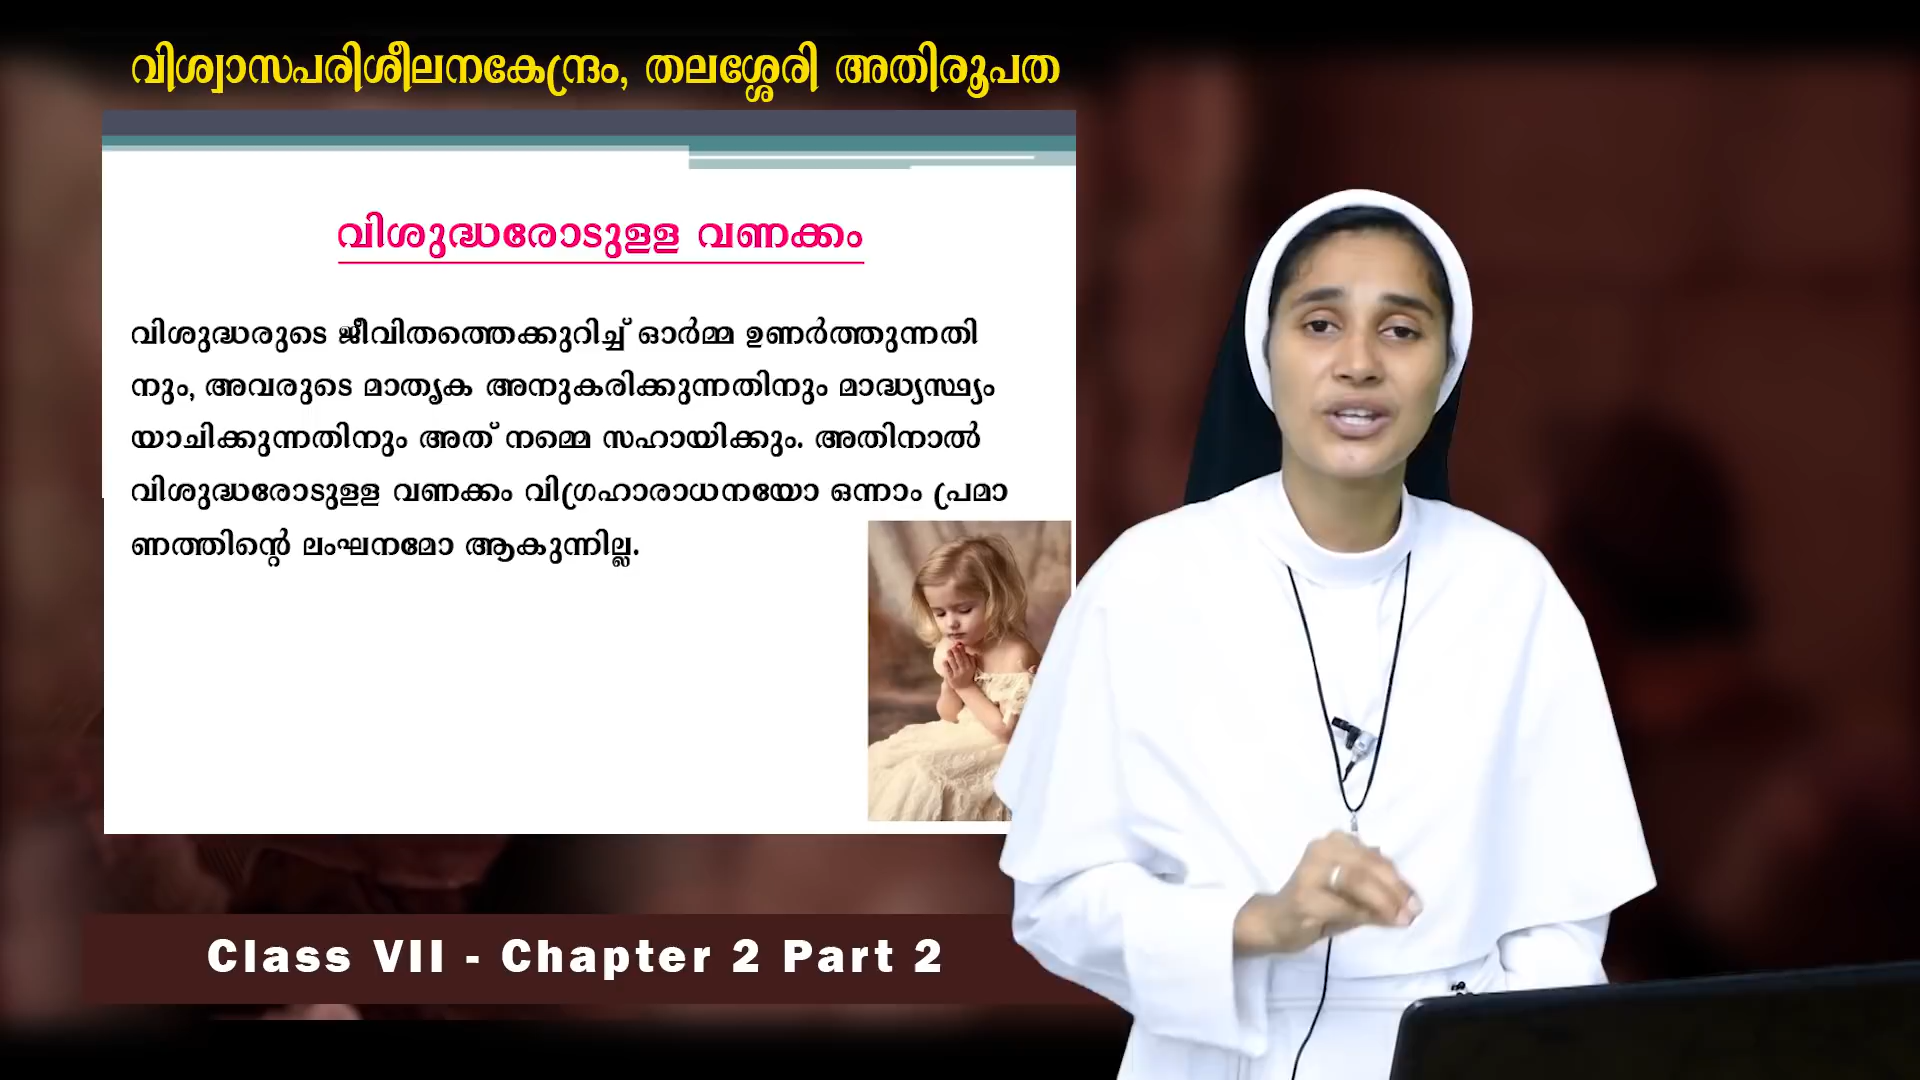 വിശ്വാസപരിശീലനകേന്ദ്രം, തലശ്ശേരി അതിരൂപത
വിശുദ്ധരോടുള്ള വണക്കം
വിശുദ്ധരുടെ ജീവിതത്തെക്കുറിച്ച് ഓർമ്മ ഉണർത്തുന്നതി
നും, അവരുടെ മാതൃക അനുകരിക്കുന്നതിനും മാദ്ധ്യസ്ഥ്യം
യാചിക്കുന്നതിനും അത് നമ്മെ സഹായിക്കും. അതിനാൽ
വിശുദ്ധരോടുള്ള വണക്കം വിഗ്രഹാരാധനയോ ഒന്നാം പ്രമാ
ണത്തിന്റെ ലംഘനമോ ആകുന്നില്ല.
Class VII - Chapter 2 Part 2